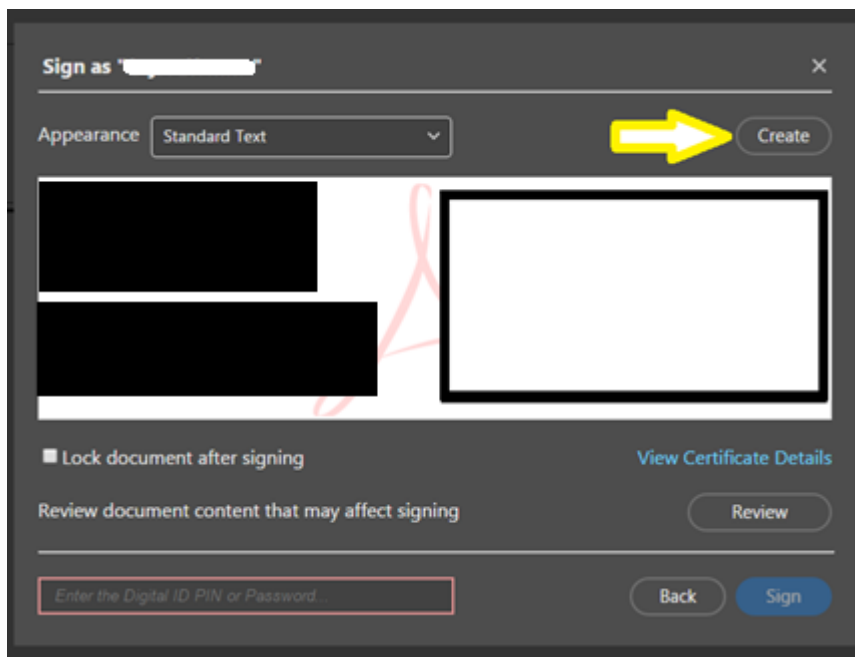 Sign as "
Appearance Standard Text Create
Lock document after signing View Certificate Details
Review document content that may affect signing Review
Enter the Digital ID PIN or Password...
Back Sign